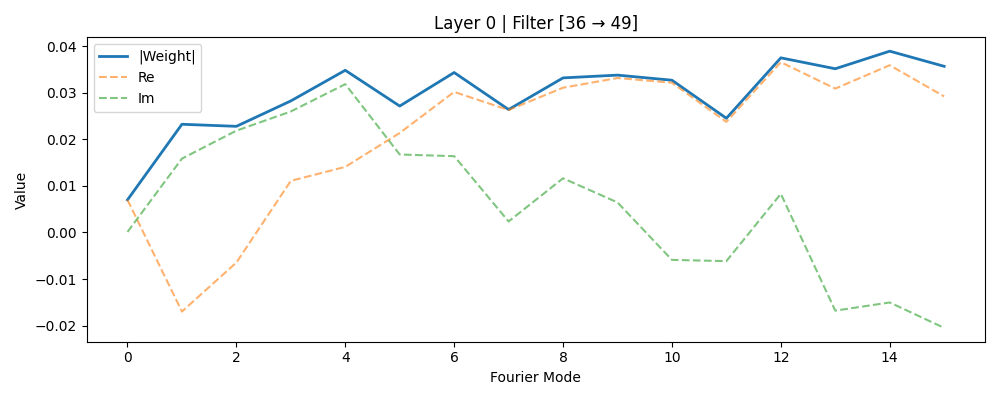 Layer 0 | Filter [36 → 49]
|Weight|
Re
Im
Value
0.04
0.03
0.02
0.01
0.00
−0.01
−0.02
0 2 4 6 8 10 12 14
Fourier Mode